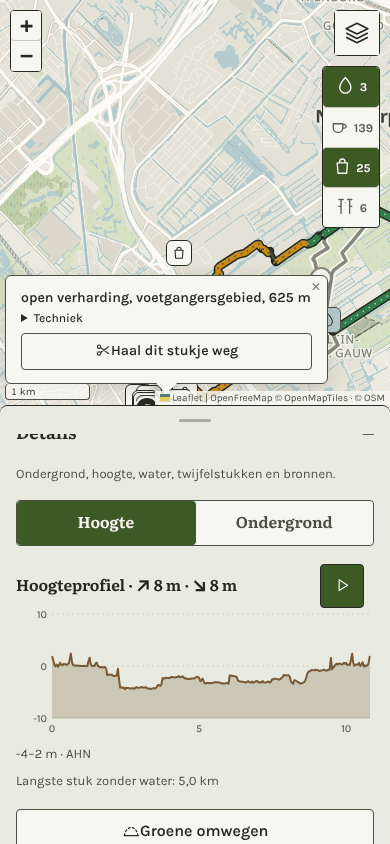 +
−
3
139
25
6
open verharding, voetgangersgebied, 625 m
×
▶ Techniek
Haal dit stukje weg
GAUW
1 km
Leaflet | OpenFreeMap © OpenMapTiles · © OSM
Details
Ondergrond, hoogte, water, twijfelstukken en bronnen.
Hoogte
Ondergrond
Hoogteprofiel · ↗ 8 m · ↘ 8 m
10
0
-10
0
5
10
-4–2 m · AHN
Langste stuk zonder water: 5,0 km
Groene omwegen